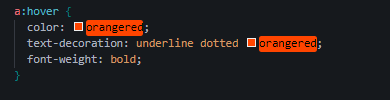 a:hover {
color: orangered;
text-decoration: underline dotted orangered;
font-weight: bold;
}